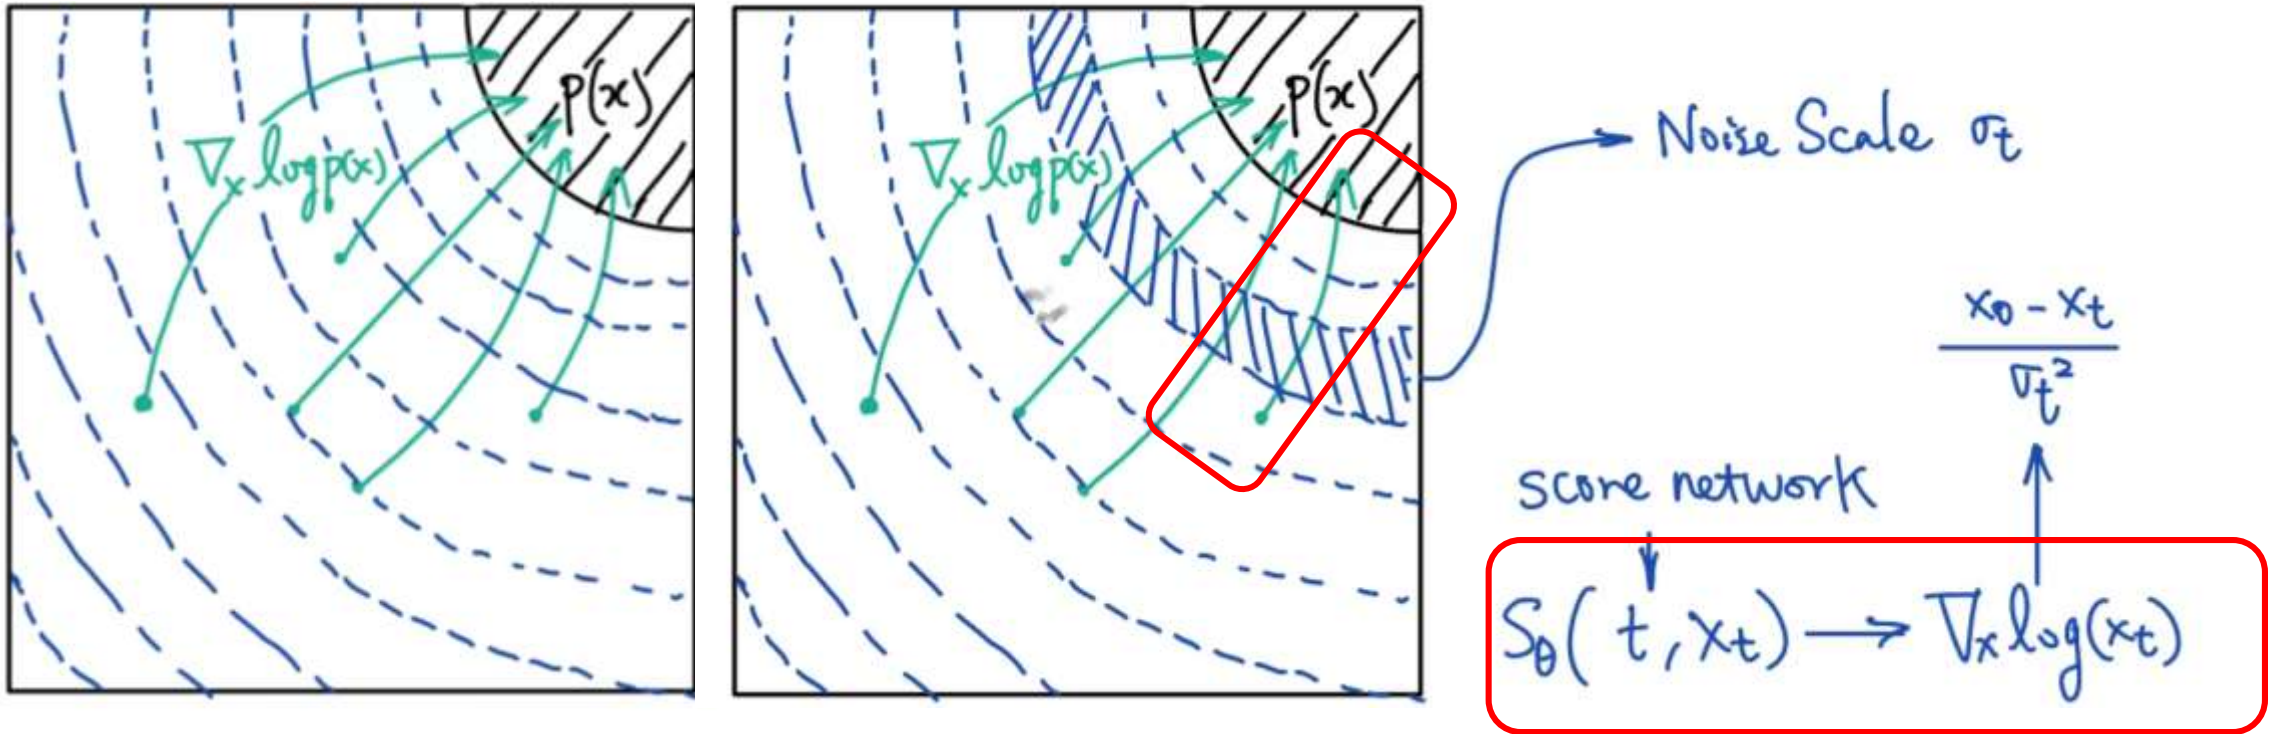 p(x)
∇ₓ log p(x)
p(x)
∇ₓ log p(x)
Noise Scale σₜ
x₀ - xₜ
σₜ²
score network
Sθ(t, xₜ) → ∇ₓ log(xₜ)